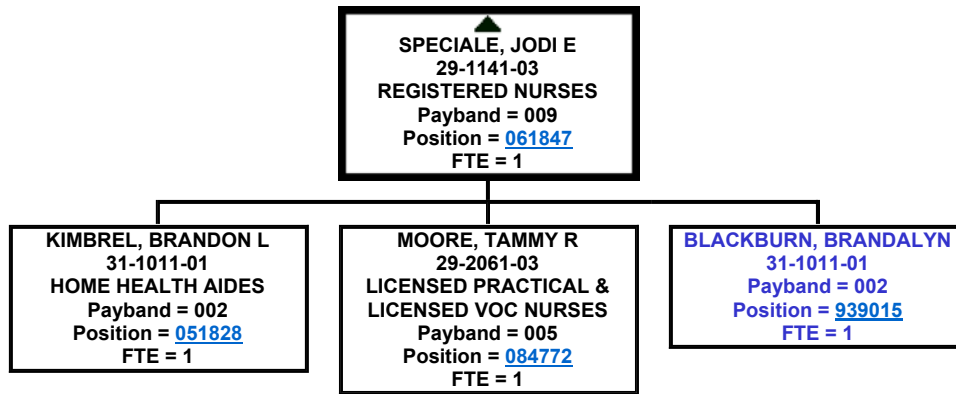 SPECIALE, JODI E
29-1141-03
REGISTERED NURSES
Payband = 009
Position = 061847
FTE = 1
KIMBREL, BRANDON L
31-1011-01
HOME HEALTH AIDES
Payband = 002
Position = 051828
FTE = 1
MOORE, TAMMY R
29-2061-03
LICENSED PRACTICAL &
LICENSED VOC NURSES
Payband = 005
Position = 084772
FTE = 1
BLACKBURN, BRANDALYN
31-1011-01
Payband = 002
Position = 939015
FTE = 1